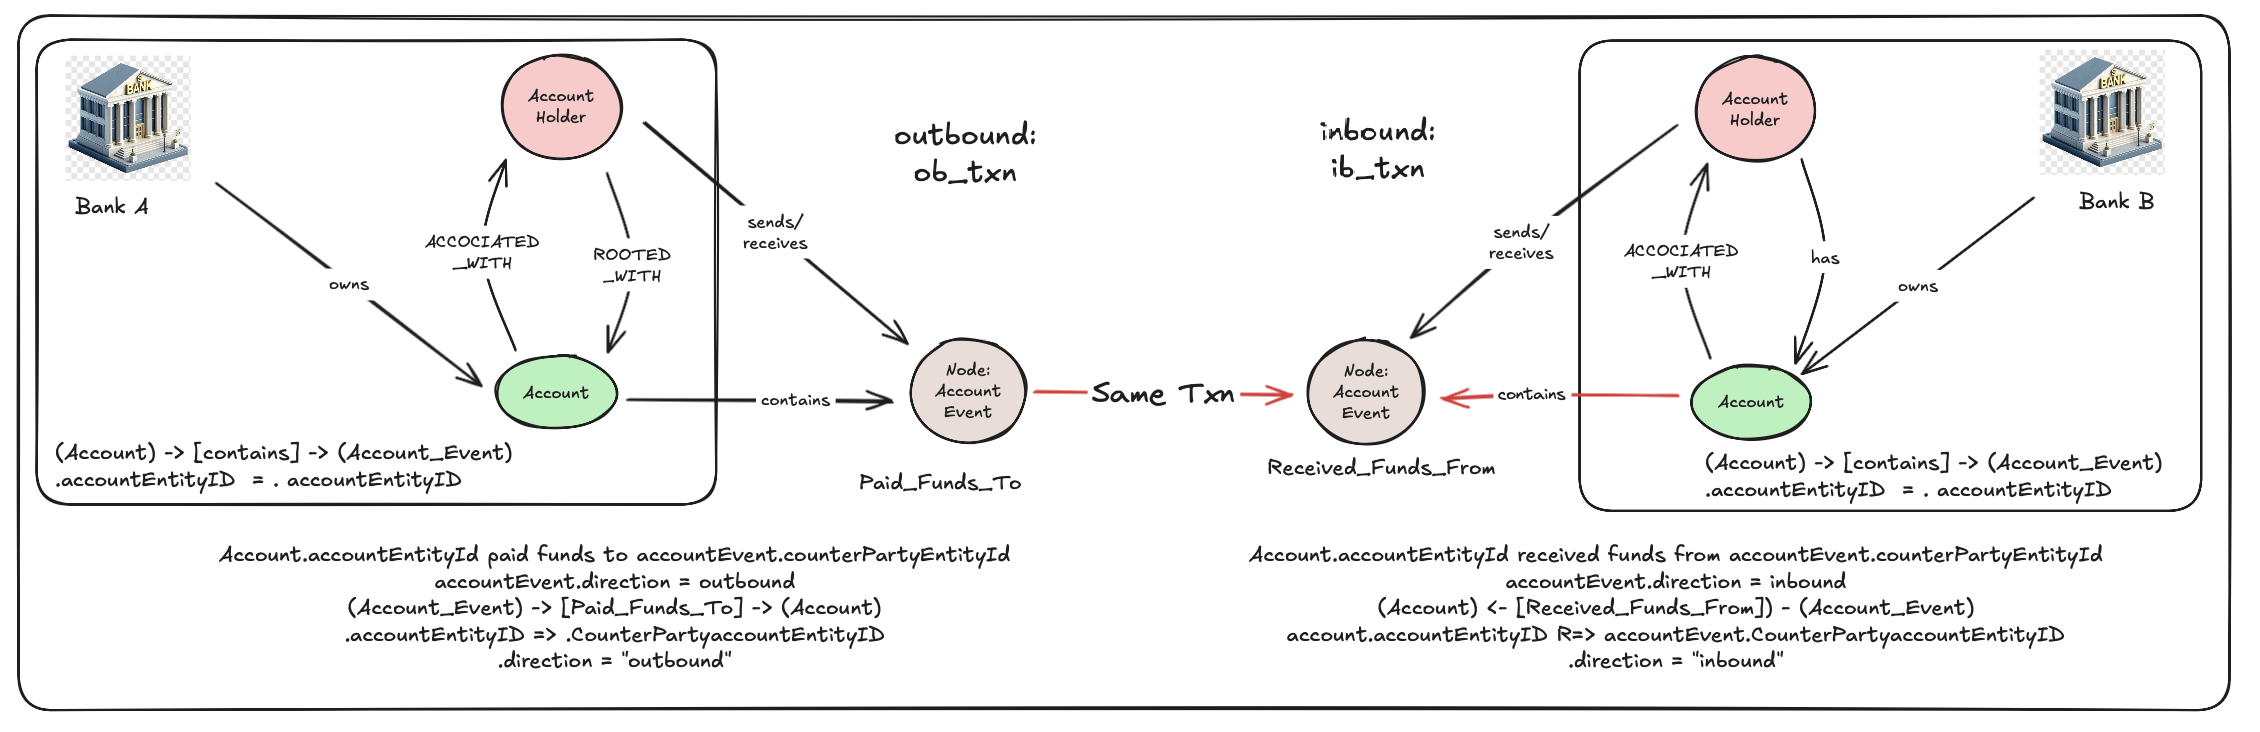 BANK
Bank A
Account
Holder
ACCOCIATED
_WITH
ROOTED
_WITH
owns
Account
(Account) -> [contains] -> (Account_Event)
.accountEntityID = . accountEntityID
sends/
receives
contains
outbound:
ob_txn
Node:
Account
Event
Paid_Funds_To
Same Txn
inbound:
ib_txn
Node:
Account
Event
Received_Funds_From
sends/
receives
contains
Account
Holder
ACCOCIATED
_WITH
has
owns
Account
BANK
Bank B
(Account) -> [contains] -> (Account_Event)
.accountEntityID = . accountEntityID
Account.accountEntityId paid funds to accountEvent.counterPartyEntityId
accountEvent.direction = outbound
(Account_Event) -> [Paid_Funds_To] -> (Account)
.accountEntityID => .CounterPartyaccountEntityID
.direction = "outbound"
Account.accountEntityId received funds from accountEvent.counterPartyEntityId
accountEvent.direction = inbound
(Account) <- [Received_Funds_From]) - (Account_Event)
account.accountEntityID R=> accountEvent.CounterPartyaccountEntityID
.direction = "inbound"